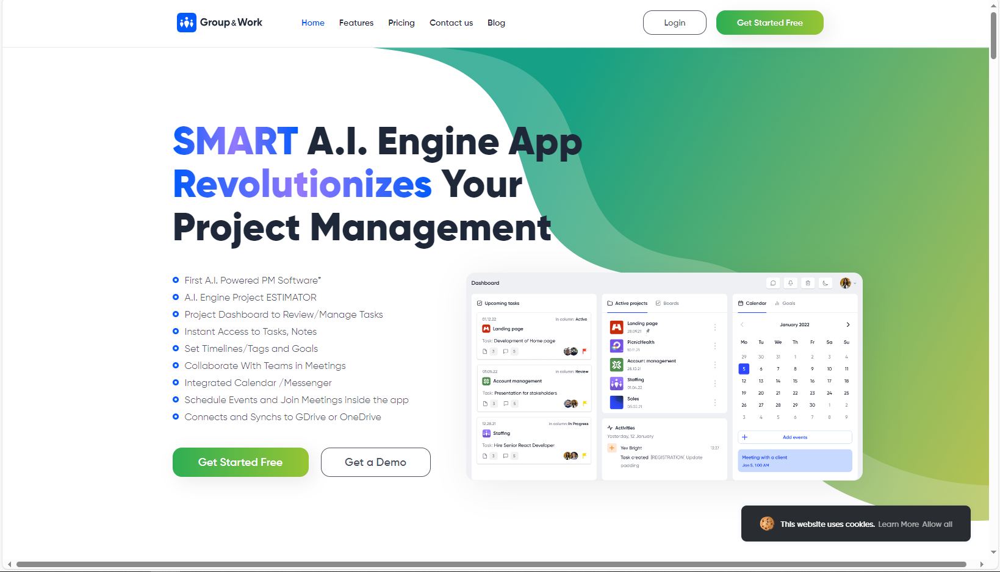 Group & Work
Home
Features
Pricing
Contact us
Blog
Login
Get Started Free
SMART A.I. Engine App
Revolutionizes Your
Project Management
First A.I. Powered PM Software*
A.I. Engine Project ESTIMATOR
Project Dashboard to Review/Manage Tasks
Instant Access to Tasks, Notes
Set Timelines/Tags and Goals
Collaborate With Teams in Meetings
Integrated Calendar /Messenger
Schedule Events and Join Meetings inside the app
Connects and Synchs to GDrive or OneDrive
Get Started Free
Get a Demo
Dashboard
Upcoming tasks
01.12.22 In column: Active
Landing page
Task: Development of Home page
3 5
01.05.22 in column: Review
Account management
Task: Presentation for stakeholders
3 5
12.28.21 in column: In Progress
Staffing
Task: Hire Senior React Developer
3 5
Active projects Boards
Landing page
28.09.21
PicnicHealth
10.11.21
Account management
28.10.21
Staffing
01.04.22
Sales
05.02.21
Activities
Yesterday, 12 January
Yev Bright 13:37
Task created [REGISTRATION] Update
padding
Calendar Goals
January 2022
Mo Tu We Th Fr Sa Su
29 30 31 1 2 3 4
5 6 7 8 9 10 11
12 13 14 15 16 17 18
19 20 21 22 23 24 25
26 27 28 29 30 1 2
3 4 5 6 7 8 9
Add events
Meeting with a client
Jan 5, 1:00 AM
This website uses cookies. Learn More Allow all